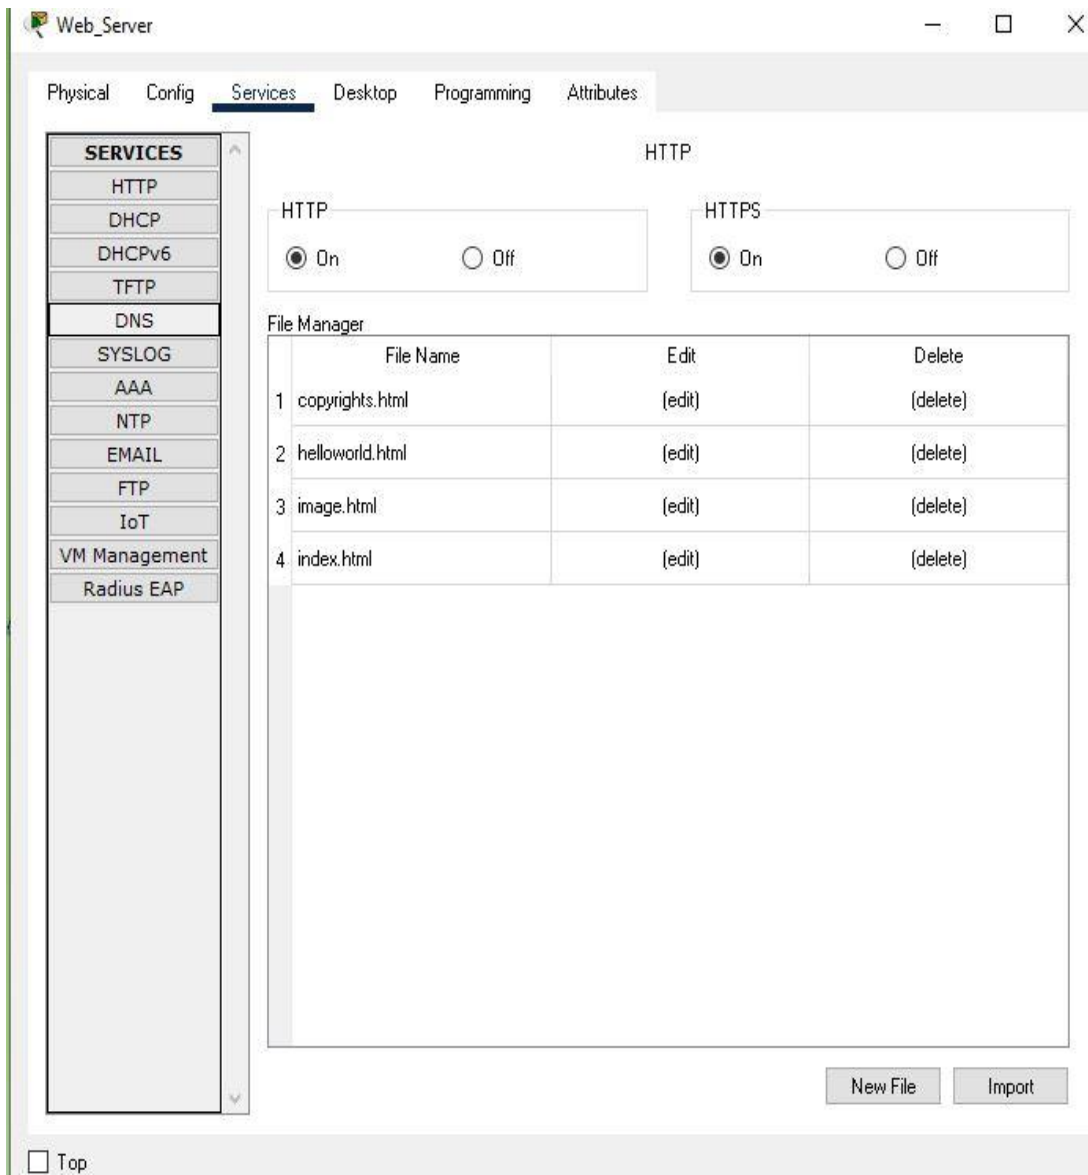 Web_Server
Physical Config Services Desktop Programming Attributes
SERVICES
HTTP
DHCP
DHCPv6
TFTP
DNS
SYSLOG
AAA
NTP
EMAIL
FTP
IoT
VM Management
Radius EAP
HTTP
HTTP
On Off
HTTPS
On Off
File Manager
File Name Edit Delete
1 copyrights.html (edit) (delete)
2 helloworld.html (edit) (delete)
3 image.html (edit) (delete)
4 index.html (edit) (delete)
New File Import
Top